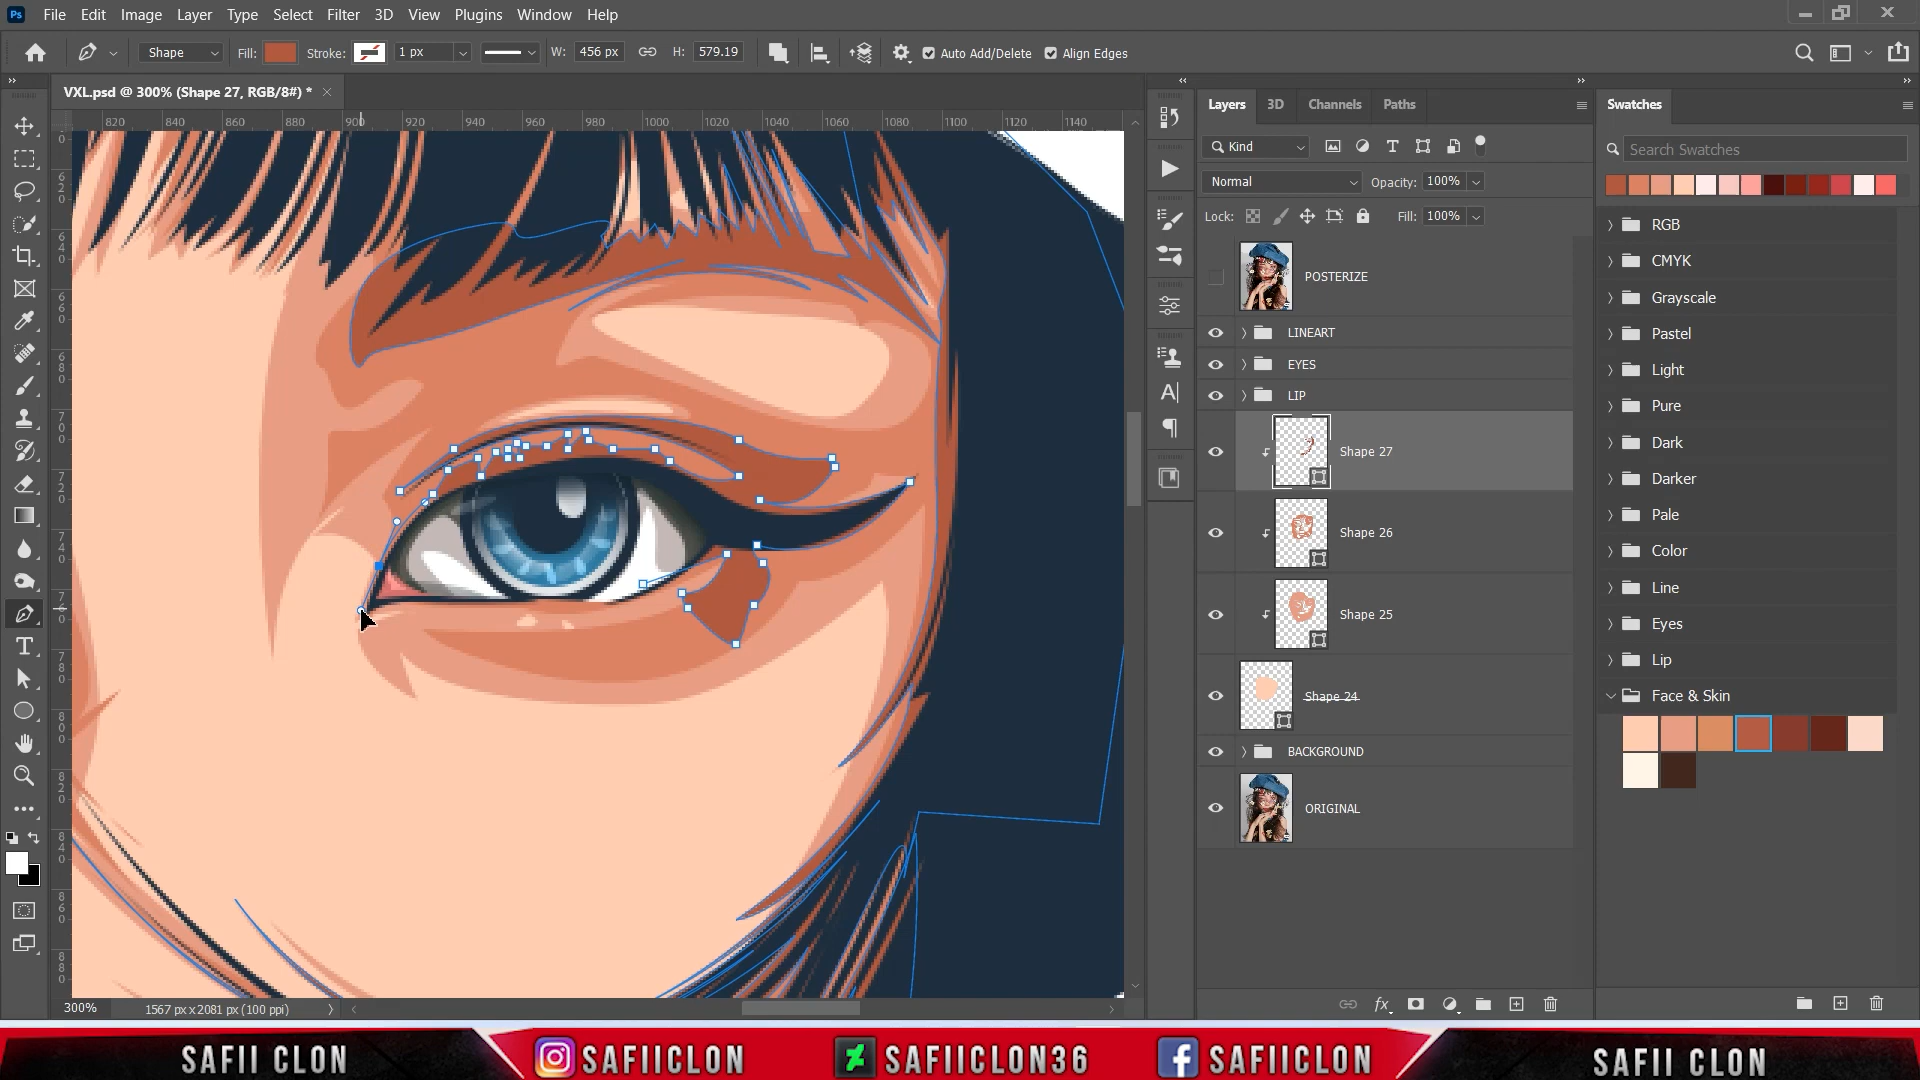 Ps File Edit Image Layer Type Select Filter 3D View Plugins Window Help
Shape Fill: Stroke: 1 px W: 456 px H: 579.19 Auto Add/Delete Align Edges
VXL.psd @ 300% (Shape 27, RGB/8#) *
820 840 860 880 900 920 940 960 980 1000 1020 1040 1060 1080 1100 1120 1140
Layers 3D Channels Paths
Swatches
Kind
Search Swatches
Normal Opacity: 100%
Lock: Fill: 100%
POSTERIZE
LINEART
EYES
LIP
Shape 27
Shape 26
Shape 25
Shape 24
BACKGROUND
ORIGINAL
RGB
CMYK
Grayscale
Pastel
Light
Pure
Dark
Darker
Pale
Color
Line
Eyes
Lip
Face & Skin
300% 1567 px x 2081 px (100 ppi)
SAFII CLON SAFIICLON SAFIICLON36 SAFIICLON SAFII CLON